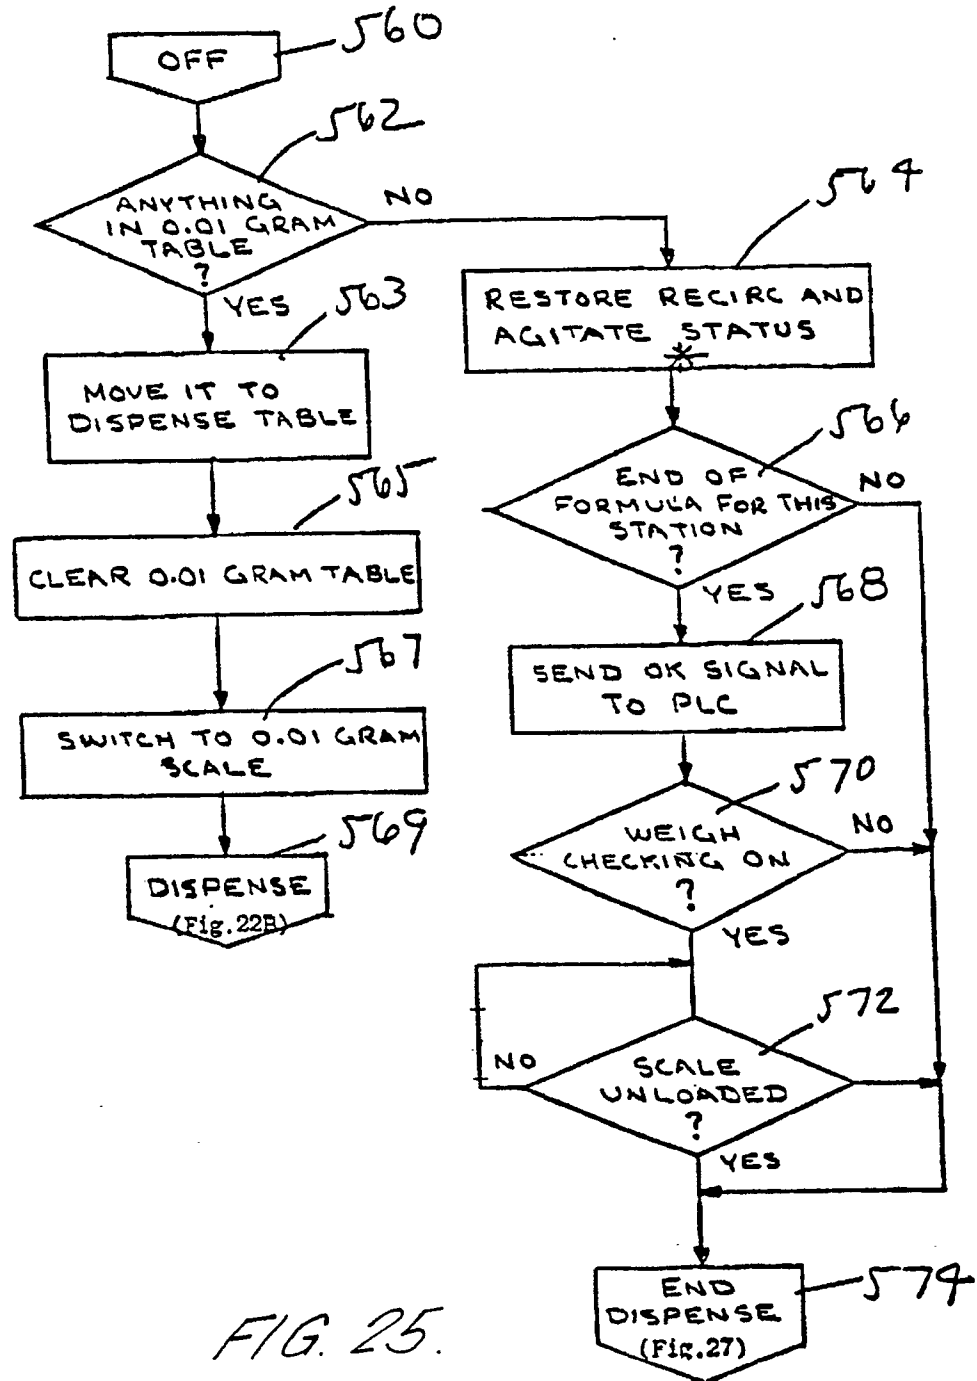 560
OFF
562
ANYTHING
IN 0.01 GRAM
TABLE
?
NO
YES
563
MOVE IT TO
DISPENSE TABLE
565
CLEAR 0.01 GRAM TABLE
567
SWITCH TO 0.01 GRAM
SCALE
569
DISPENSE
(Fig.22B)
564
RESTORE RECIRC AND
AGITATE STATUS
566
END OF
FORMULA FOR THIS
STATION
?
NO
YES
568
SEND OK SIGNAL
TO PLC
570
WEIGH
CHECKING ON
?
NO
YES
572
SCALE
UNLOADED
?
NO
YES
574
END
DISPENSE
(Fig.27)
FIG. 25.